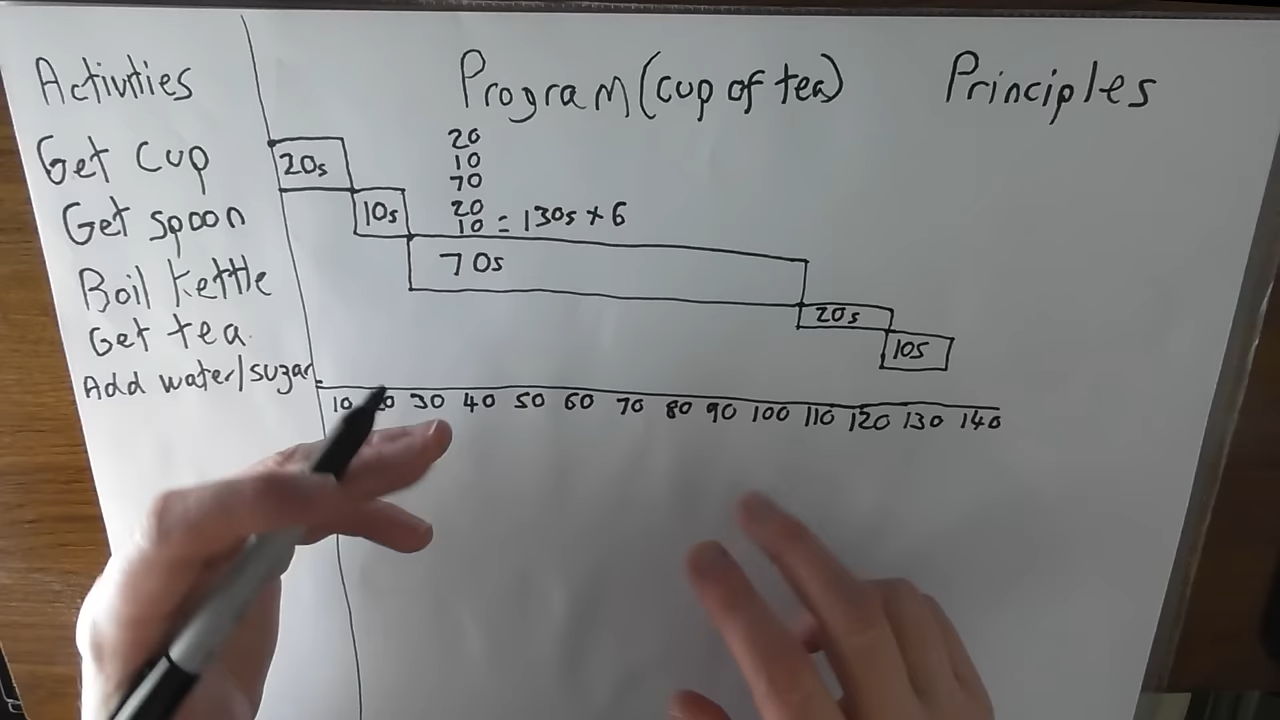 Activities
Program (cup of tea)
Principles
Get cup
20s
Get spoon
10s
20
10
70
20
10 = 130s × 6
Boil kettle
70s
Get tea
20s
Add water/sugar
10s
10 20 30 40 50 60 70 80 90 100 110 120 130 140